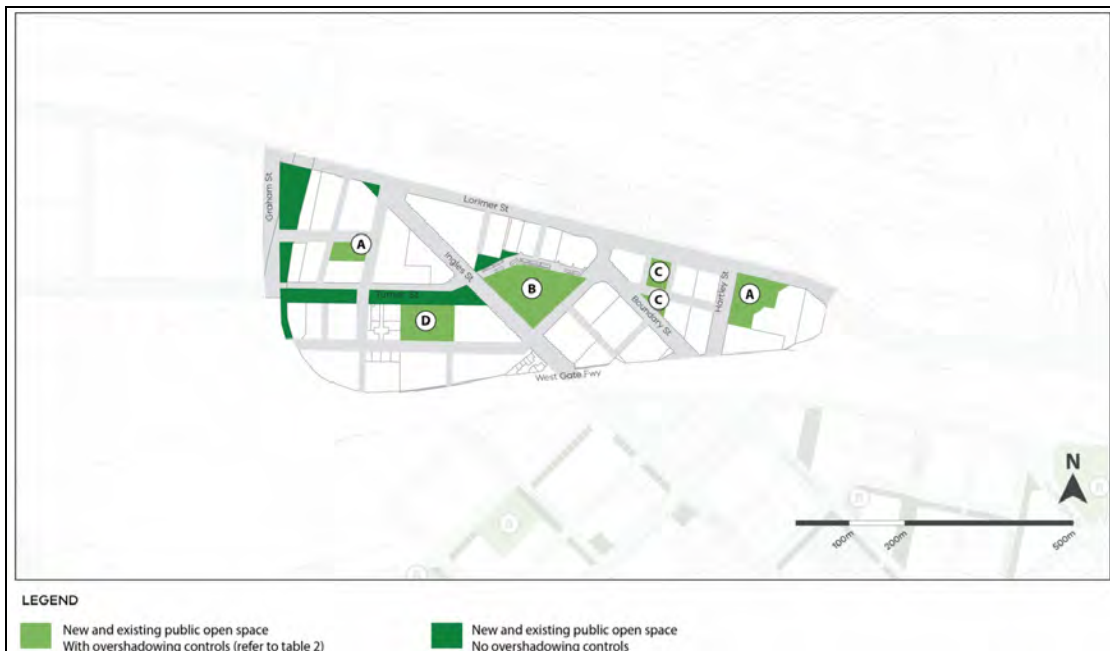 Graham St
Lorimer St
Ingles St
A
C
Hartley St
A
B
C
Turner St
Boundary St
D
West Gate Fwy
N
B
100m
200m
500m
LEGEND
New and existing public open space
With overshadowing controls (refer to table 2)
New and existing public open space
No overshadowing controls